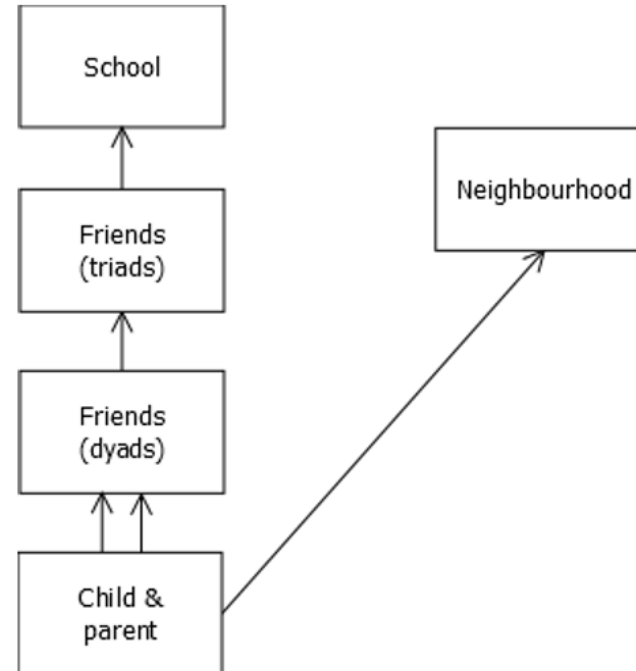 School
Neighbourhood
Friends
(triads)
Friends
(dyads)
Child &
parent